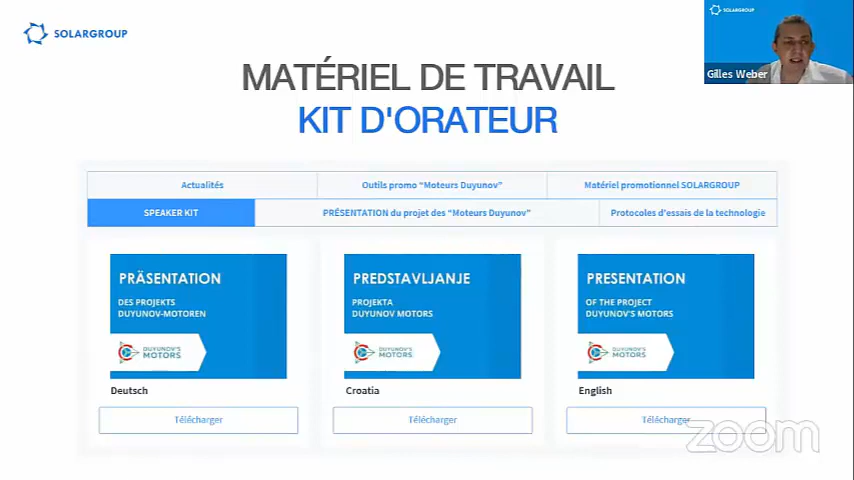 SOLARGROUP
SOLARGROUP
Gilles Weber
MATÉRIEL DE TRAVAIL
KIT D'ORATEUR
Actualités
Outils promo “Moteurs Duyunov”
Matériel promotionnel SOLARGROUP
SPEAKER KIT
PRÉSENTATION du projet des “Moteurs Duyunov”
Protocoles d'essais de la technologie
PRÄSENTATION
DES PROJEKTS
DUYUNOV-MOTOREN
DUYUNOV'S
MOTORS
Deutsch
Télécharger
PREDSTAVLJANJE
PROJEKTA
DUYUNOV MOTORS
DUYUNOV'S
MOTORS
Croatia
Télécharger
PRESENTATION
OF THE PROJECT
DUYUNOV'S MOTORS
DUYUNOV'S
MOTORS
English
Télécharger
zoom